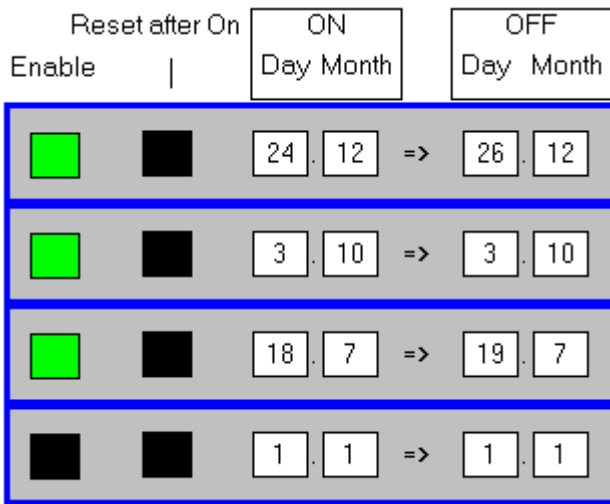 Reset after On ON OFF
Enable | Day Month Day Month
24 . 12 => 26 . 12
3 . 10 => 3 . 10
18 . 7 => 19 . 7
1 . 1 => 1 . 1